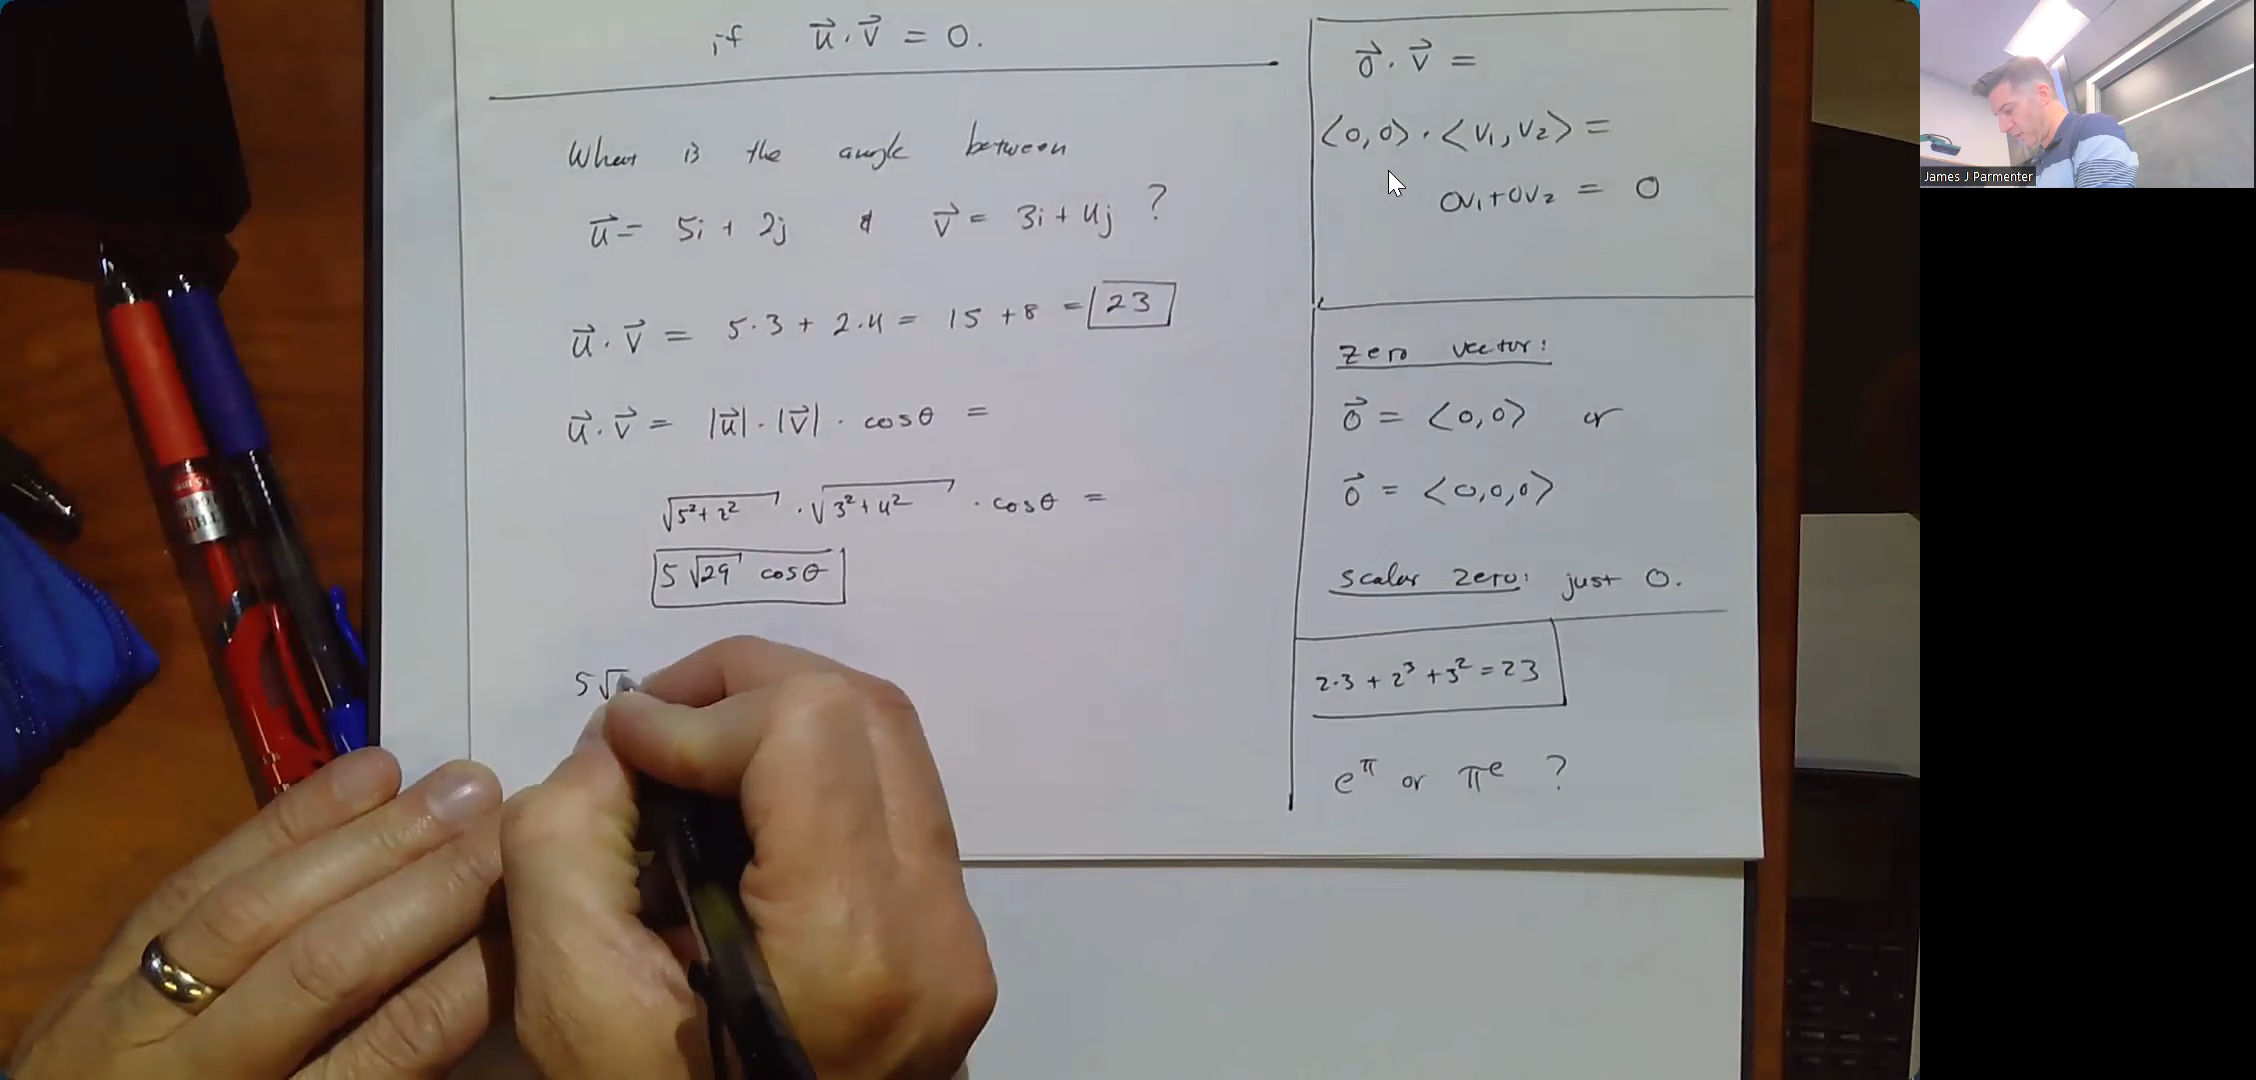 if u⃗ · v⃗ = 0.
What is the angle between
u⃗ = 5i + 2j & v⃗ = 3i + 4j ?
u⃗ · v⃗ = 5·3 + 2·4 = 15 + 8 = 23
u⃗ · v⃗ = |u⃗| · |v⃗| · cosθ =
√5²+2² · √3²+4² · cosθ =
5√29 cosθ
5√
0⃗ · v⃗ =
<0,0> · <v₁, v₂> =
0v₁+0v₂ = 0
Zero vector:
0⃗ = <0,0> or
0⃗ = <0,0,0>
Scalar zero: just 0.
2·3 + 2³ + 3² = 23
e^π or π^e ?
James J Parmenter